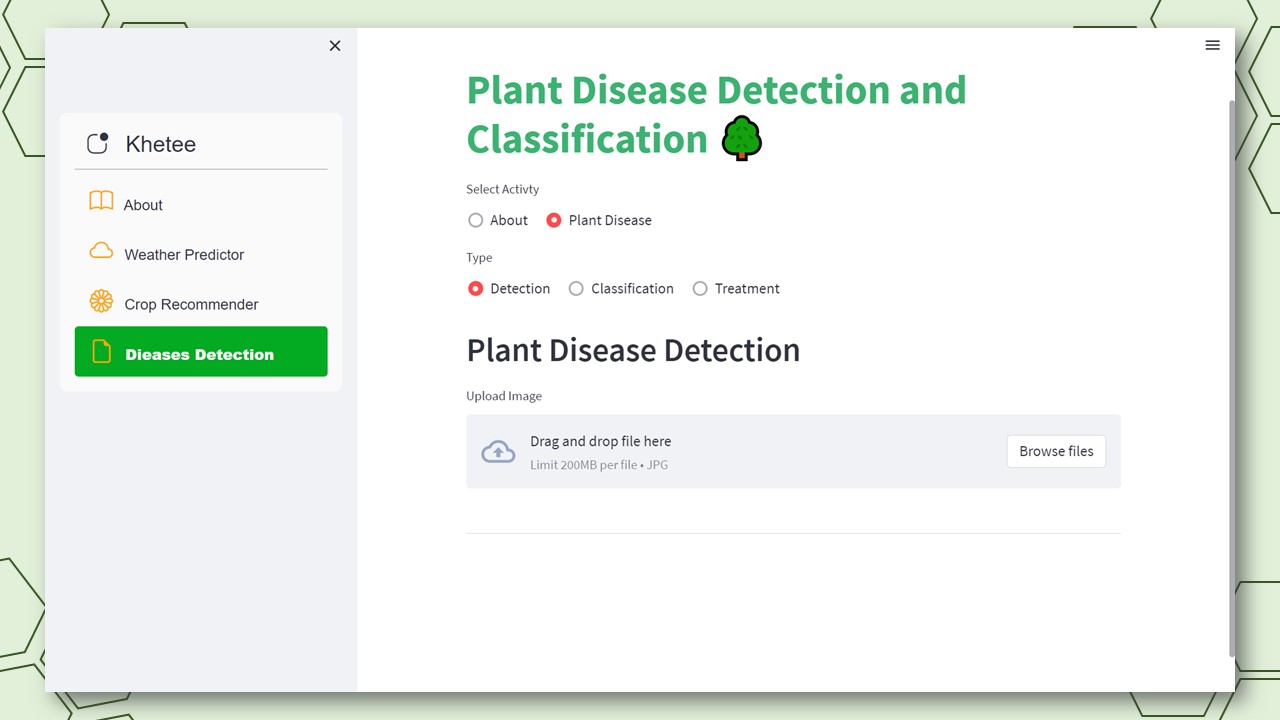 Khetee
About
Weather Predictor
Crop Recommender
Dieases Detection
Plant Disease Detection and
Classification
Select Activty
About Plant Disease
Type
Detection Classification Treatment
Plant Disease Detection
Upload Image
Drag and drop file here
Limit 200MB per file • JPG
Browse files